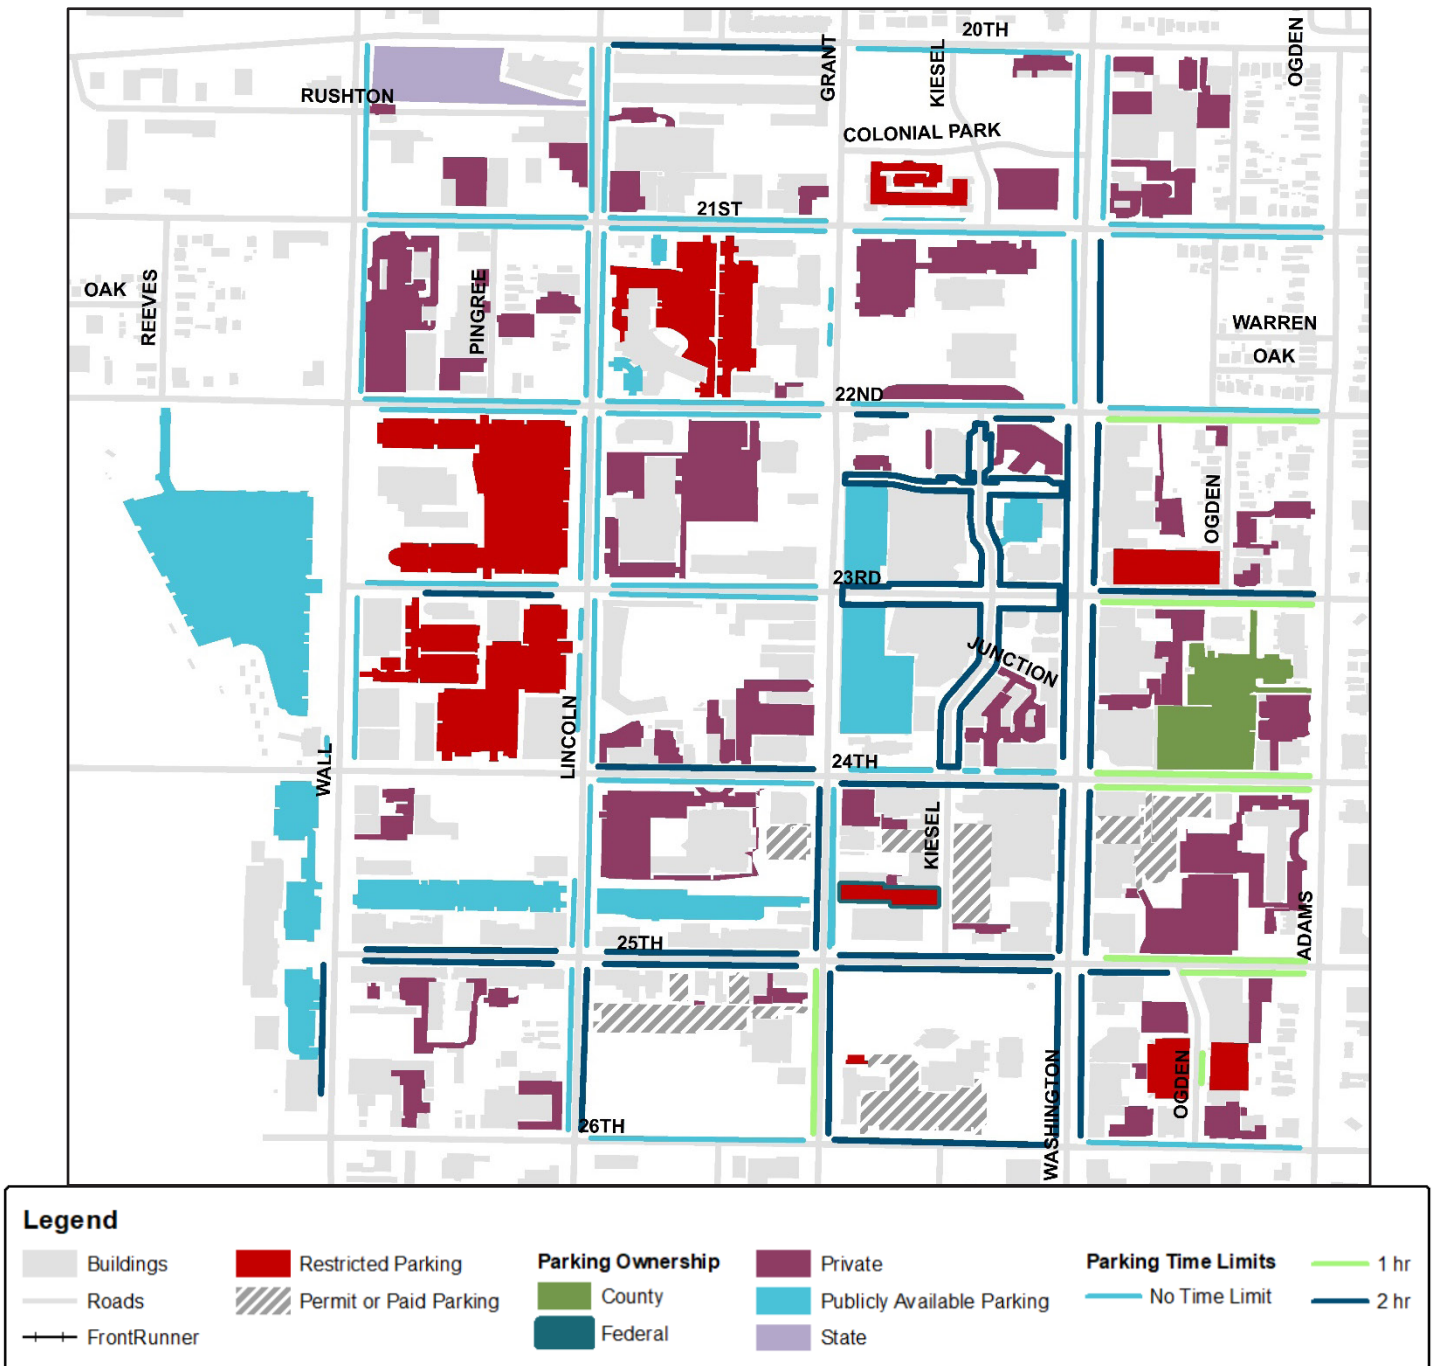 20TH
OGDEN
GRANT
KIESEL
RUSHTON
COLONIAL PARK
21ST
OAK
REEVES
PINGREE
WARREN
OAK
22ND
OGDEN
23RD
JUNCTION
LINCOLN
WALL
24TH
KIESEL
ADAMS
25TH
WASHINGTON
OGDEN
26TH
Legend
Buildings
Roads
FrontRunner
Restricted Parking
Permit or Paid Parking
Parking Ownership
County
Federal
Private
Publicly Available Parking
State
Parking Time Limits
No Time Limit
1 hr
2 hr